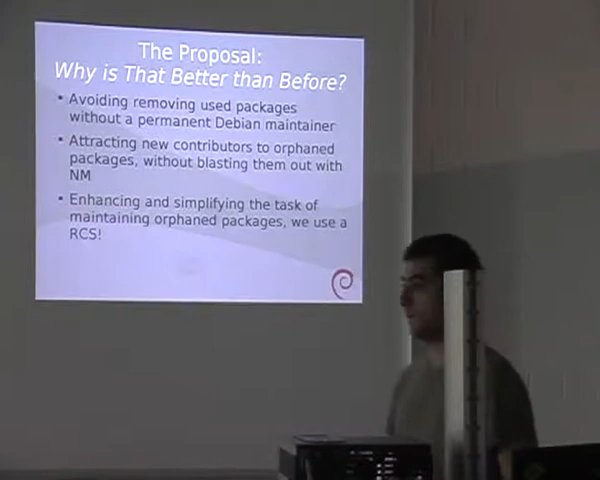 The Proposal:
Why is That Better than Before?
• Avoiding removing used packages
without a permanent Debian maintainer
• Attracting new contributors to orphaned
packages, without blasting them out with
NM
• Enhancing and simplifying the task of
maintaining orphaned packages, we use a
RCS!